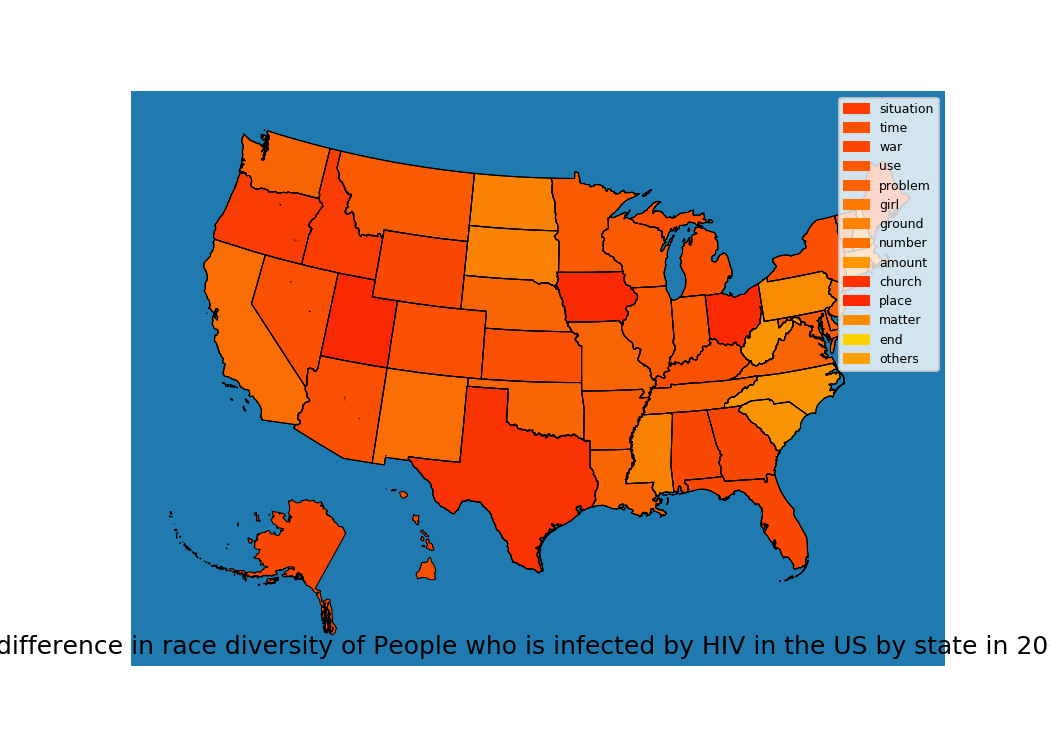 situation
time
war
use
problem
girl
ground
number
amount
church
place
matter
end
others
difference in race diversity of People who is infected by HIV in the US by state in 20